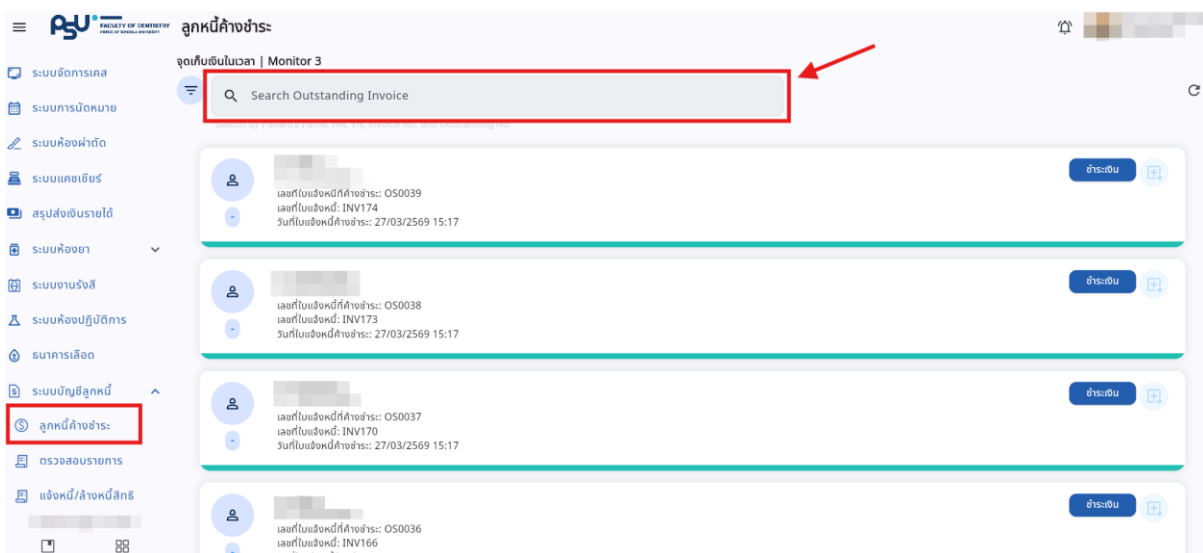 PSU FACULTY OF DENTISTRY
PRINCE OF SONGKLA UNIVERSITY
ลูกหนี้ค้างชำระ
จุดเก็บเงินในเวลา | Monitor 3
Search Outstanding Invoice
Search by Patient's name, HN, VN, Invoice No. and Outstanding No.
ระบบจัดการเคส
ระบบการนัดหมาย
ระบบห้องผ่าตัด
ระบบแคชเชียร์
สรุปส่งเงินรายได้
ระบบห้องยา
ระบบงานรังสี
ระบบห้องปฏิบัติการ
ธนาคารเลือด
ระบบบัญชีลูกหนี้
ลูกหนี้ค้างชำระ
ตรวจสอบรายการ
แจ้งหนี้/ล้างหนี้สิทธิ
ชำระเงิน
เลขที่ใบแจ้งหนี้ที่ค้างชำระ: OS0039
เลขที่ใบแจ้งหนี้: INV174
วันที่ใบแจ้งหนี้ค้างชำระ: 27/03/2569 15:17
-
ชำระเงิน
เลขที่ใบแจ้งหนี้ที่ค้างชำระ: OS0038
เลขที่ใบแจ้งหนี้: INV173
วันที่ใบแจ้งหนี้ค้างชำระ: 27/03/2569 15:17
-
ชำระเงิน
เลขที่ใบแจ้งหนี้ที่ค้างชำระ: OS0037
เลขที่ใบแจ้งหนี้: INV170
วันที่ใบแจ้งหนี้ค้างชำระ: 27/03/2569 15:17
-
ชำระเงิน
เลขที่ใบแจ้งหนี้ที่ค้างชำระ: OS0036
เลขที่ใบแจ้งหนี้: INV166